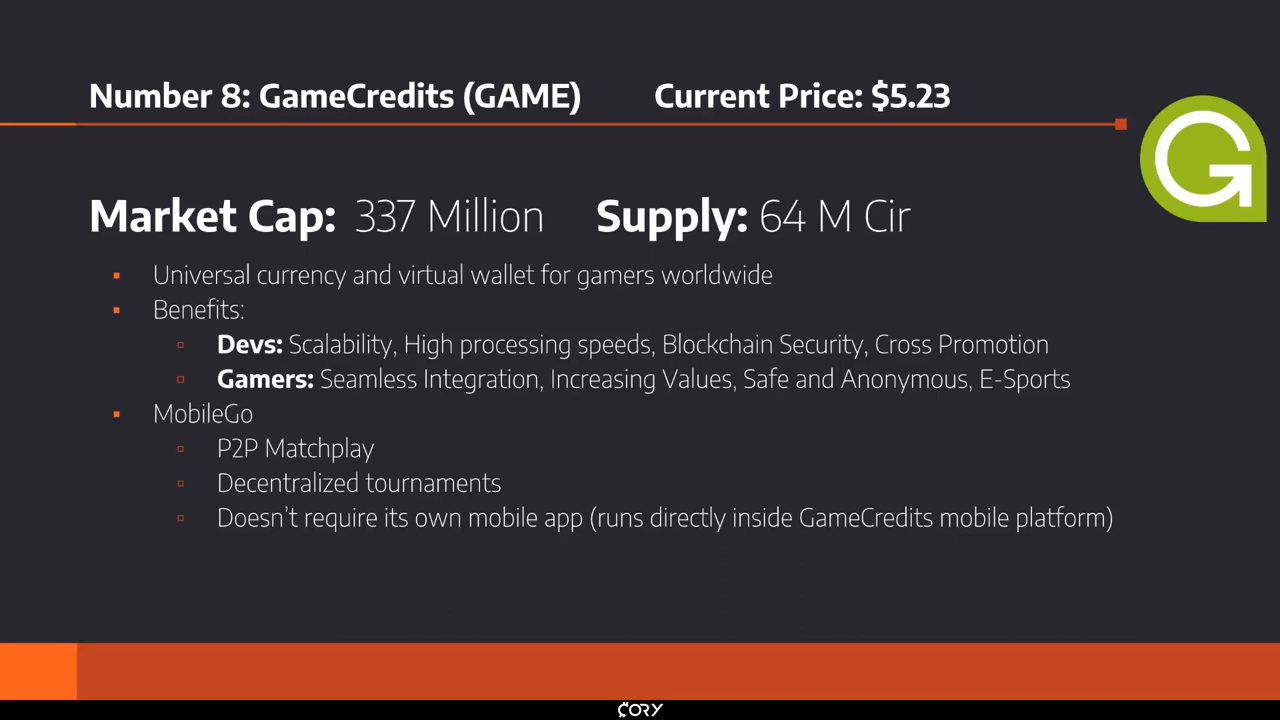 Number 8: GameCredits (GAME) Current Price: $5.23
Market Cap: 337 Million Supply: 64 M Cir
Universal currency and virtual wallet for gamers worldwide
Benefits:
Devs: Scalability, High processing speeds, Blockchain Security, Cross Promotion
Gamers: Seamless Integration, Increasing Values, Safe and Anonymous, E-Sports
MobileGo
P2P Matchplay
Decentralized tournaments
Doesn't require its own mobile app (runs directly inside GameCredits mobile platform)
CORY